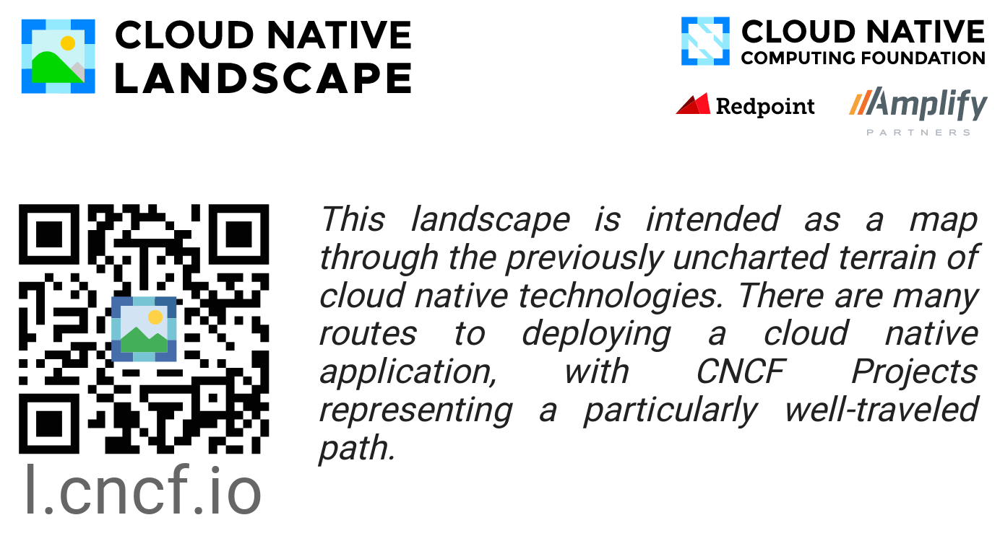 CLOUD NATIVE
LANDSCAPE
CLOUD NATIVE
COMPUTING FOUNDATION
Redpoint
Amplify
PARTNERS
This landscape is intended as a map
through the previously uncharted terrain of
cloud native technologies. There are many
routes to deploying a cloud native
application, with CNCF Projects
representing a particularly well-traveled
path.
l.cncf.io